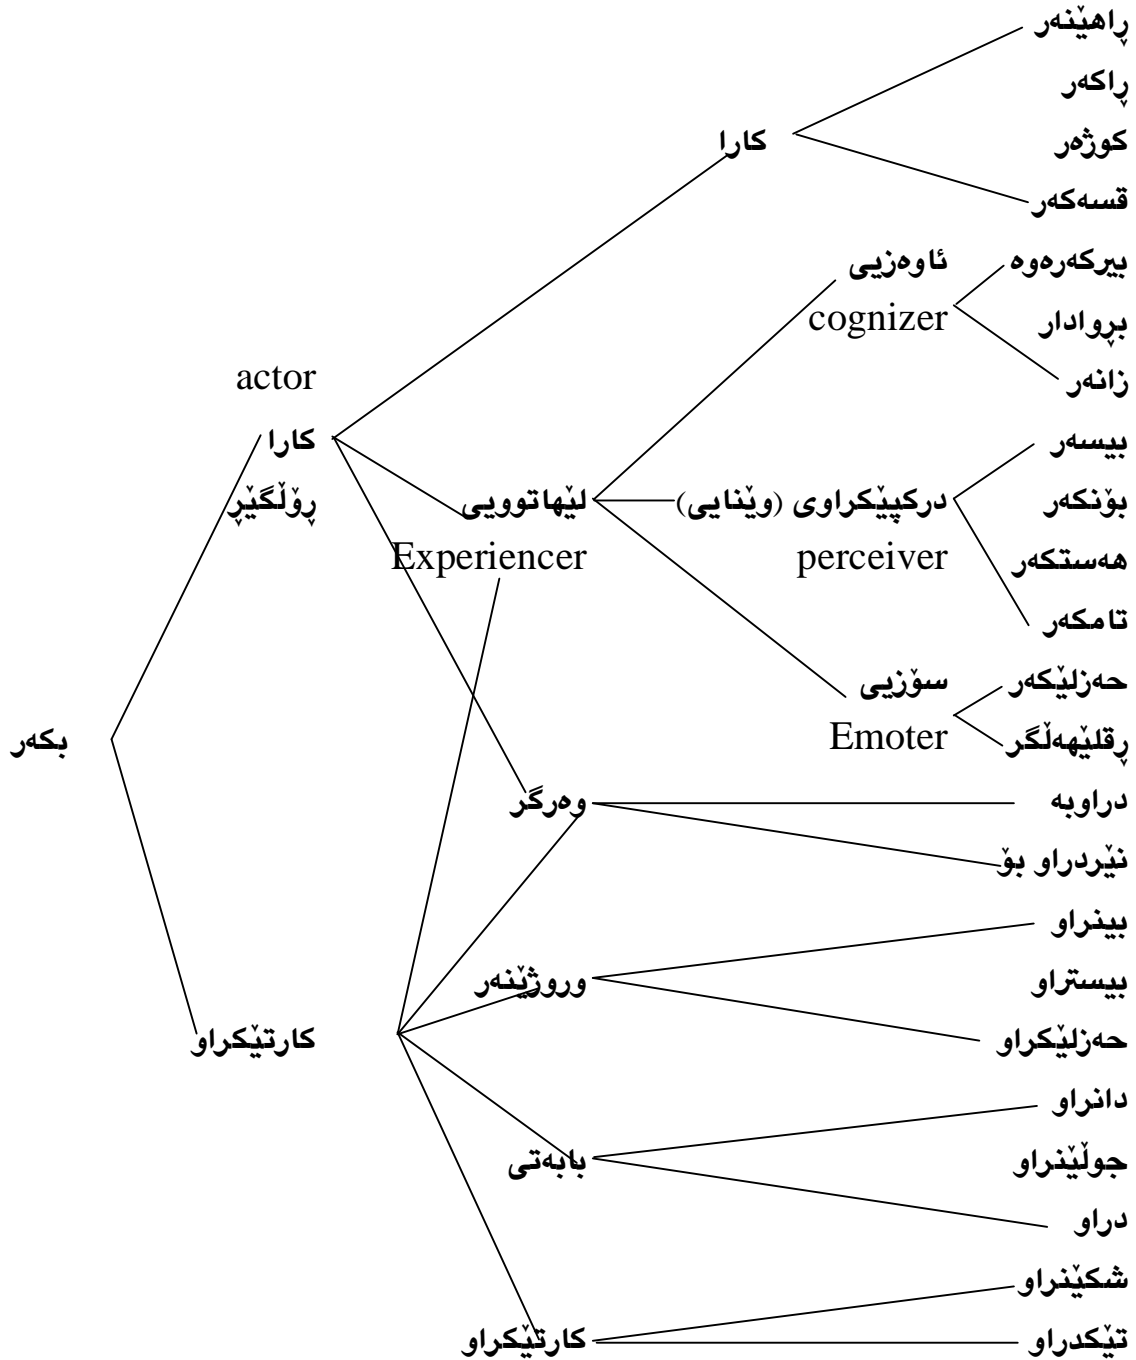 ڕاهێنەر
ڕاکەر
کارا کوژەر
قسەکەر
ئاوەزیی بیرکەرەوە
cognizer بڕوادار
actor زانەر
کارا بیسەر
ڕۆڵگێڕ لێهاتوویی درکپێکراوی (وێنایی) بۆنکەر
Experiencer perceiver هەستکەر
تامکەر
سۆزیی حەزلێکەر
بکەر Emoter ڕقلێهەڵگر
وەرگر دراوبە
نێردراو بۆ
بینراو
وروژێنەر بیستراو
کارتێکراو حەزلێکراو
دانراو
بابەتی جوڵێنراو
دراو
شکێنراو
کارتێکراو تێکدراو